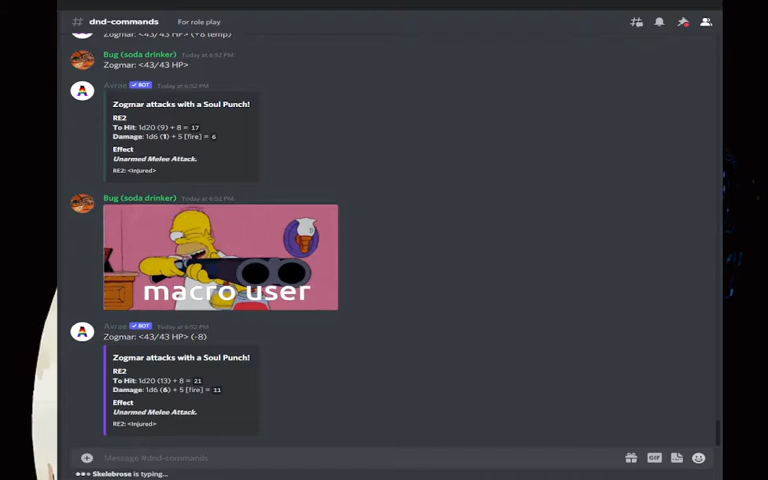 dnd-commands For role play
Zogmar: <43/43 HP> (+8 temp)
Bug (soda drinker) Today at 6:52 PM
Zogmar: <43/43 HP>
Avrae BOT Today at 6:52 PM
Zogmar attacks with a Soul Punch!
RE2
To Hit: 1d20 (9) + 8 = 17
Damage: 1d6 (1) + 5 [fire] = 6
Effect
Unarmed Melee Attack.
RE2: <Injured>
Bug (soda drinker) Today at 6:52 PM
macro user
Avrae BOT Today at 6:52 PM
Zogmar: <43/43 HP> (-8)
Zogmar attacks with a Soul Punch!
RE2
To Hit: 1d20 (13) + 8 = 21
Damage: 1d6 (6) + 5 [fire] = 11
Effect
Unarmed Melee Attack.
RE2: <Injured>
Message #dnd-commands
GIF
Skelebrose is typing...